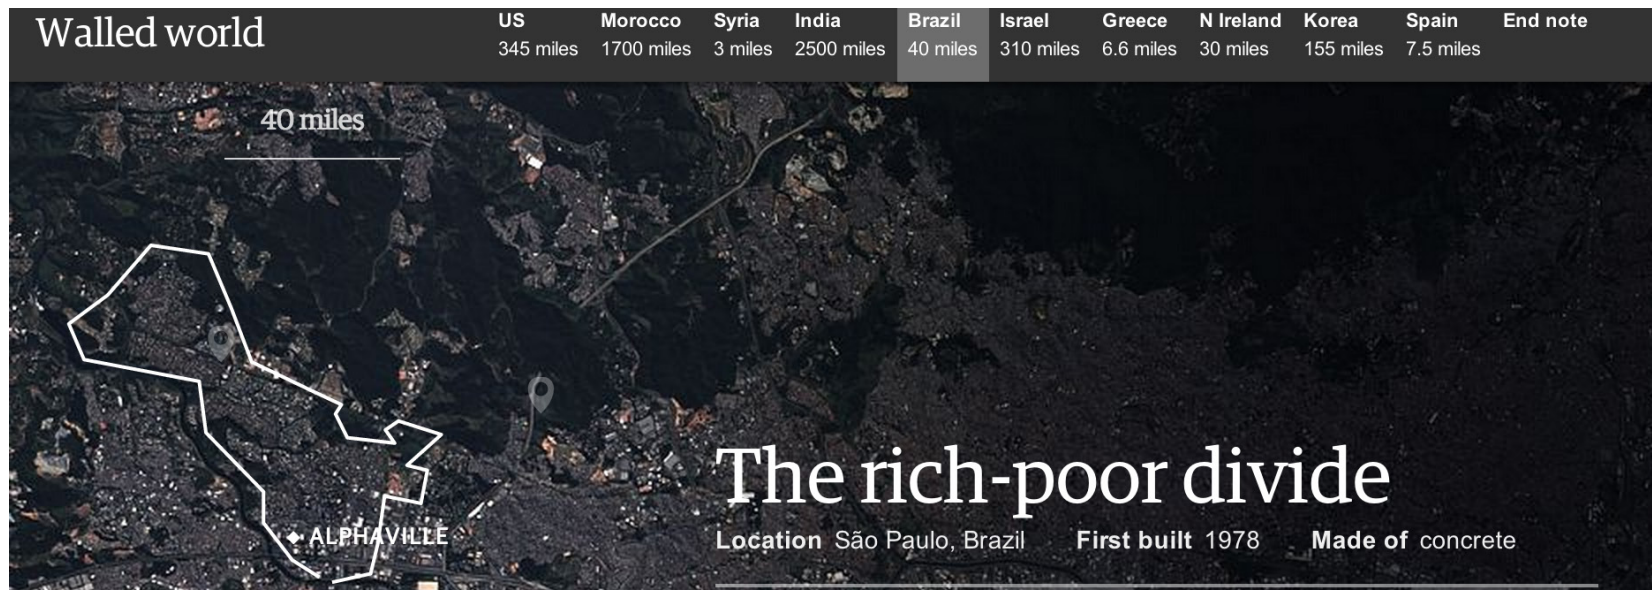 Walled world
US Morocco Syria India Brazil Israel Greece N Ireland Korea Spain End note
345 miles 1700 miles 3 miles 2500 miles 40 miles 310 miles 6.6 miles 30 miles 155 miles 7.5 miles
40 miles
The rich-poor divide
ALPHAVILLE
Location São Paulo, Brazil First built 1978 Made of concrete